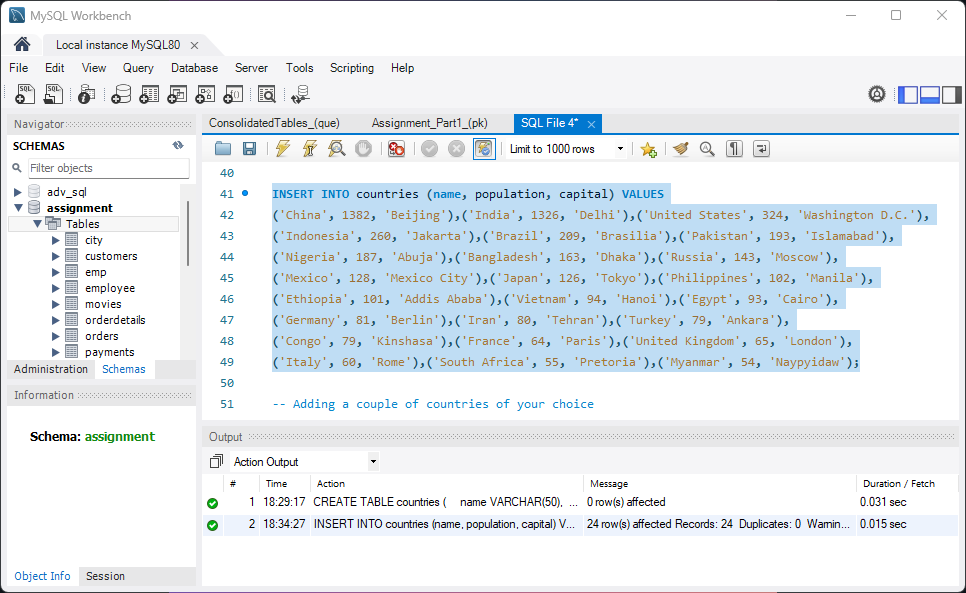 MySQL Workbench
Local instance MySQL80
File Edit View Query Database Server Tools Scripting Help
Navigator
SCHEMAS
Filter objects
adv_sql
assignment
Tables
city
customers
emp
employee
movies
orderdetails
orders
payments
Administration Schemas
Information
Schema: assignment
Object Info Session
ConsolidatedTables_(que) Assignment_Part1_(pk) SQL File 4*
Limit to 1000 rows
40
41 INSERT INTO countries (name, population, capital) VALUES
42 ('China', 1382, 'Beijing'),('India', 1326, 'Delhi'),('United States', 324, 'Washington D.C.'),
43 ('Indonesia', 260, 'Jakarta'),('Brazil', 209, 'Brasilia'),('Pakistan', 193, 'Islamabad'),
44 ('Nigeria', 187, 'Abuja'),('Bangladesh', 163, 'Dhaka'),('Russia', 143, 'Moscow'),
45 ('Mexico', 128, 'Mexico City'),('Japan', 126, 'Tokyo'),('Philippines', 102, 'Manila'),
46 ('Ethiopia', 101, 'Addis Ababa'),('Vietnam', 94, 'Hanoi'),('Egypt', 93, 'Cairo'),
47 ('Germany', 81, 'Berlin'),('Iran', 80, 'Tehran'),('Turkey', 79, 'Ankara'),
48 ('Congo', 79, 'Kinshasa'),('France', 64, 'Paris'),('United Kingdom', 65, 'London'),
49 ('Italy', 60, 'Rome'),('South Africa', 55, 'Pretoria'),('Myanmar', 54, 'Naypyidaw');
50
51 -- Adding a couple of countries of your choice
Output
Action Output
# Time Action Message Duration / Fetch
1 18:29:17 CREATE TABLE countries ( name VARCHAR(50), ... 0 row(s) affected 0.031 sec
2 18:34:27 INSERT INTO countries (name, population, capital) V... 24 row(s) affected Records: 24 Duplicates: 0 Warnin... 0.015 sec